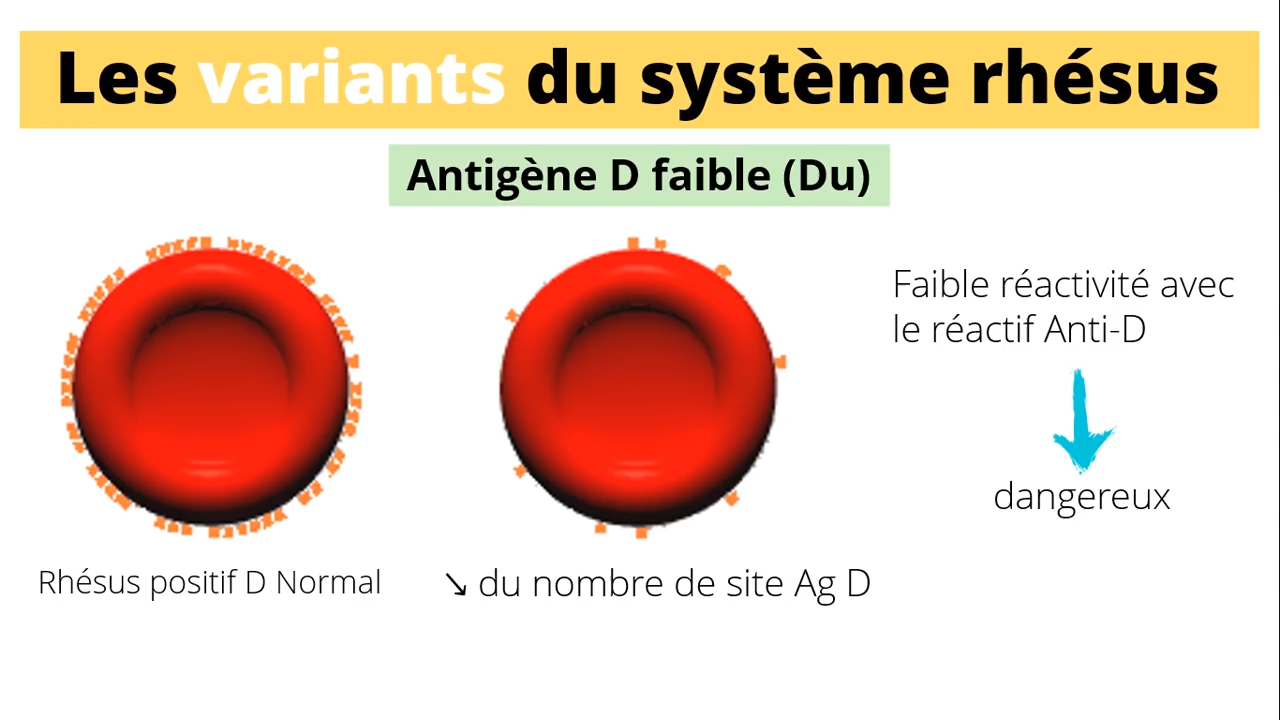 Les variants du système rhésus
Antigène D faible (Du)
Faible réactivité avec
le réactif Anti-D
dangereux
Rhésus positif D Normal
↘ du nombre de site Ag D